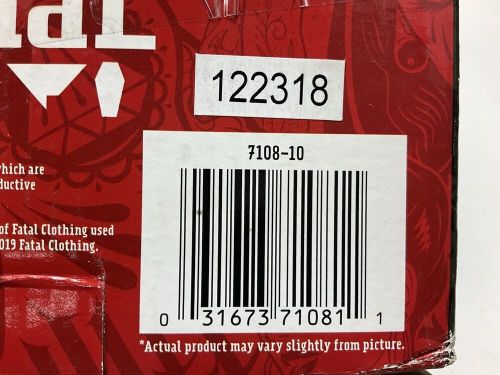 122318
7108-10
which are
ductive
of Fatal Clothing used
019 Fatal Clothing.
0 31673 71081 1
*Actual product may vary slightly from picture.